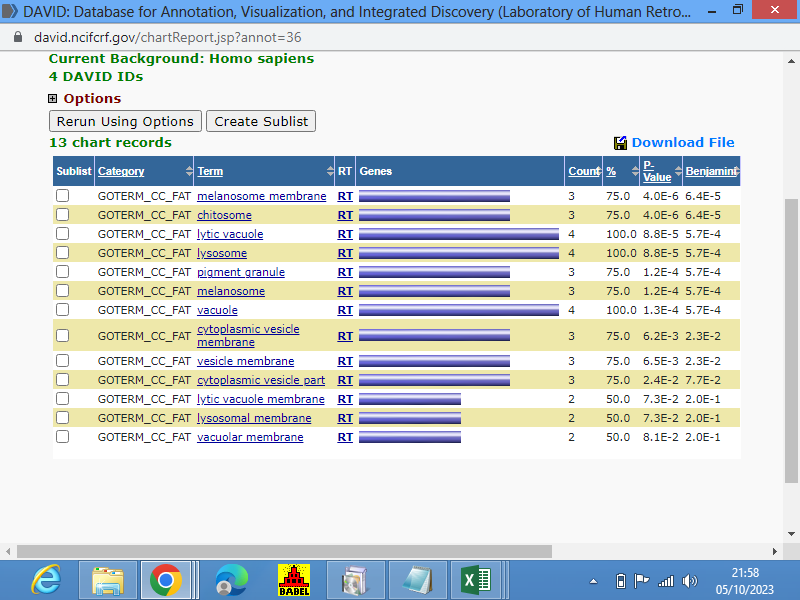 DAVID: Database for Annotation, Visualization, and Integrated Discovery (Laboratory of Human Retro...
david.ncifcrf.gov/chartReport.jsp?annot=36
Current Background: Homo sapiens
4 DAVID IDs
Options
Rerun Using Options Create Sublist
13 chart records Download File
Sublist Category Term RT Genes Count % P-Value Benjamini
GOTERM_CC_FAT melanosome membrane RT 3 75.0 4.0E-6 6.4E-5
GOTERM_CC_FAT chitosome RT 3 75.0 4.0E-6 6.4E-5
GOTERM_CC_FAT lytic vacuole RT 4 100.0 8.8E-5 5.7E-4
GOTERM_CC_FAT lysosome RT 4 100.0 8.8E-5 5.7E-4
GOTERM_CC_FAT pigment granule RT 3 75.0 1.2E-4 5.7E-4
GOTERM_CC_FAT melanosome RT 3 75.0 1.2E-4 5.7E-4
GOTERM_CC_FAT vacuole RT 4 100.0 1.3E-4 5.7E-4
GOTERM_CC_FAT cytoplasmic vesicle membrane RT 3 75.0 6.2E-3 2.3E-2
GOTERM_CC_FAT vesicle membrane RT 3 75.0 6.5E-3 2.3E-2
GOTERM_CC_FAT cytoplasmic vesicle part RT 3 75.0 2.4E-2 7.7E-2
GOTERM_CC_FAT lytic vacuole membrane RT 2 50.0 7.3E-2 2.0E-1
GOTERM_CC_FAT lysosomal membrane RT 2 50.0 7.3E-2 2.0E-1
GOTERM_CC_FAT vacuolar membrane RT 2 50.0 8.1E-2 2.0E-1
BABEL
21:58
05/10/2023